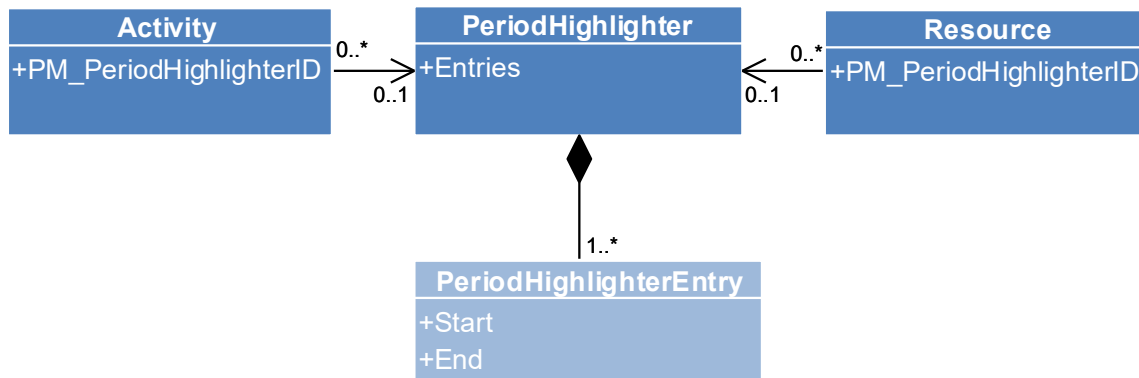 Activity
+PM_PeriodHighlighterID
0..*
0..1
PeriodHighlighter
+Entries
0..*
0..1
Resource
+PM_PeriodHighlighterID
1..*
PeriodHighlighterEntry
+Start
+End